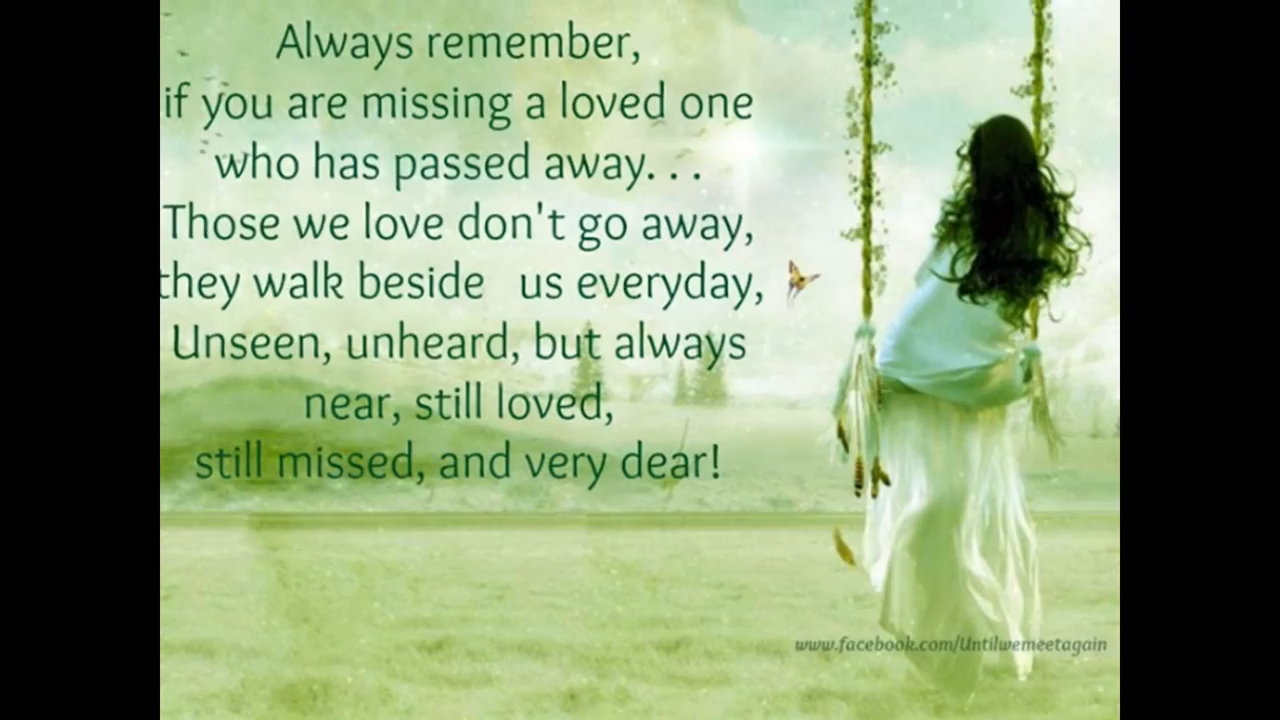 Always remember,
if you are missing a loved one
who has passed away. . .
Those we love don't go away,
they walk beside us everyday,
Unseen, unheard, but always
near, still loved,
still missed, and very dear!
www.facebook.com/Untilwemeetagain